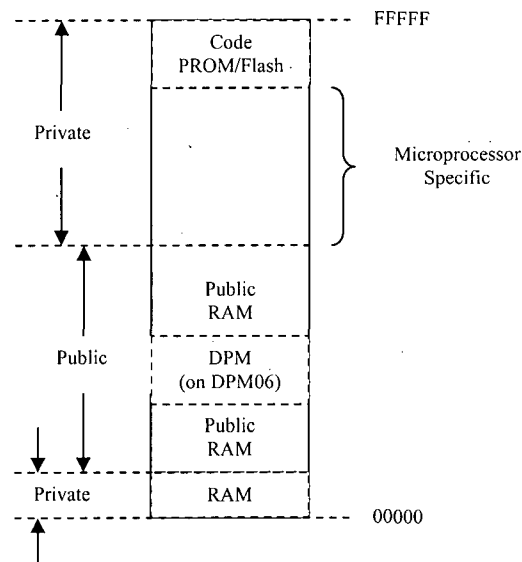 FFFFF
Code
PROM/Flash
Private
Microprocessor
Specific
Public
RAM
Public
DPM
(on DPM06)
Public
RAM
Private
RAM
00000